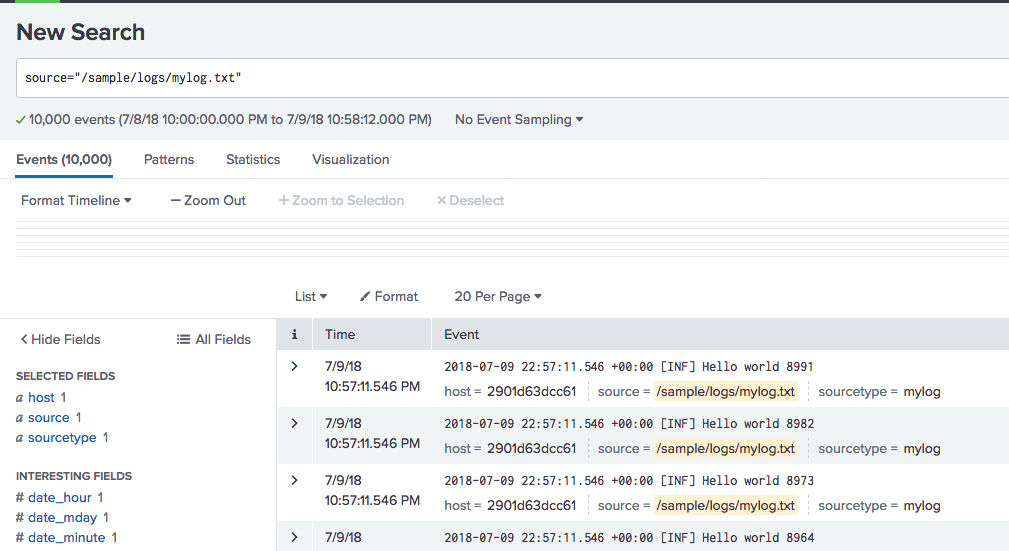 New Search
source="/sample/logs/mylog.txt"
10,000 events (7/8/18 10:00:00.000 PM to 7/9/18 10:58:12.000 PM) No Event Sampling
Events (10,000) Patterns Statistics Visualization
Format Timeline — Zoom Out + Zoom to Selection × Deselect
List Format 20 Per Page
< Hide Fields All Fields
i Time Event
SELECTED FIELDS
a host 1
a source 1
a sourcetype 1
INTERESTING FIELDS
# date_hour 1
# date_mday 1
# date_minute 1
> 7/9/18 2018-07-09 22:57:11.546 +00:00 [INF] Hello world 8991
10:57:11.546 PM host = 2901d63dcc61 source = /sample/logs/mylog.txt sourcetype = mylog
> 7/9/18 2018-07-09 22:57:11.546 +00:00 [INF] Hello world 8982
10:57:11.546 PM host = 2901d63dcc61 source = /sample/logs/mylog.txt sourcetype = mylog
> 7/9/18 2018-07-09 22:57:11.546 +00:00 [INF] Hello world 8973
10:57:11.546 PM host = 2901d63dcc61 source = /sample/logs/mylog.txt sourcetype = mylog
> 7/9/18 2018-07-09 22:57:11.546 +00:00 [INF] Hello world 8964